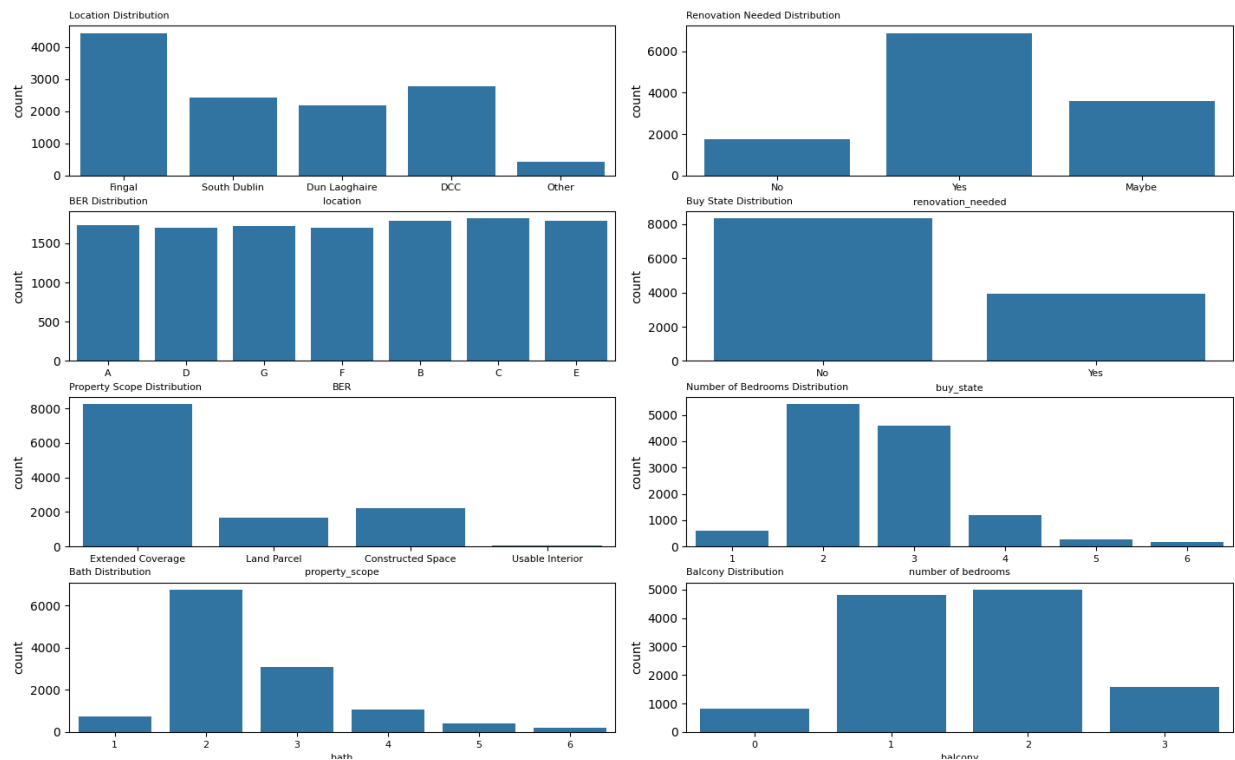 Location Distribution
count
4000
3000
2000
1000
0
Fingal South Dublin Dun Laoghaire DCC Other
location
Renovation Needed Distribution
count
6000
4000
2000
0
No Yes Maybe
renovation_needed
BER Distribution
count
1500
1000
500
0
A D G F B C E
BER
Buy State Distribution
count
8000
6000
4000
2000
0
No Yes
buy_state
Property Scope Distribution
count
8000
6000
4000
2000
0
Extended Coverage Land Parcel Constructed Space Usable Interior
property_scope
Number of Bedrooms Distribution
count
5000
4000
3000
2000
1000
0
1 2 3 4 5 6
number of bedrooms
Bath Distribution
count
6000
4000
2000
0
1 2 3 4 5 6
bath
Balcony Distribution
count
5000
4000
3000
2000
1000
0
0 1 2 3
balcony